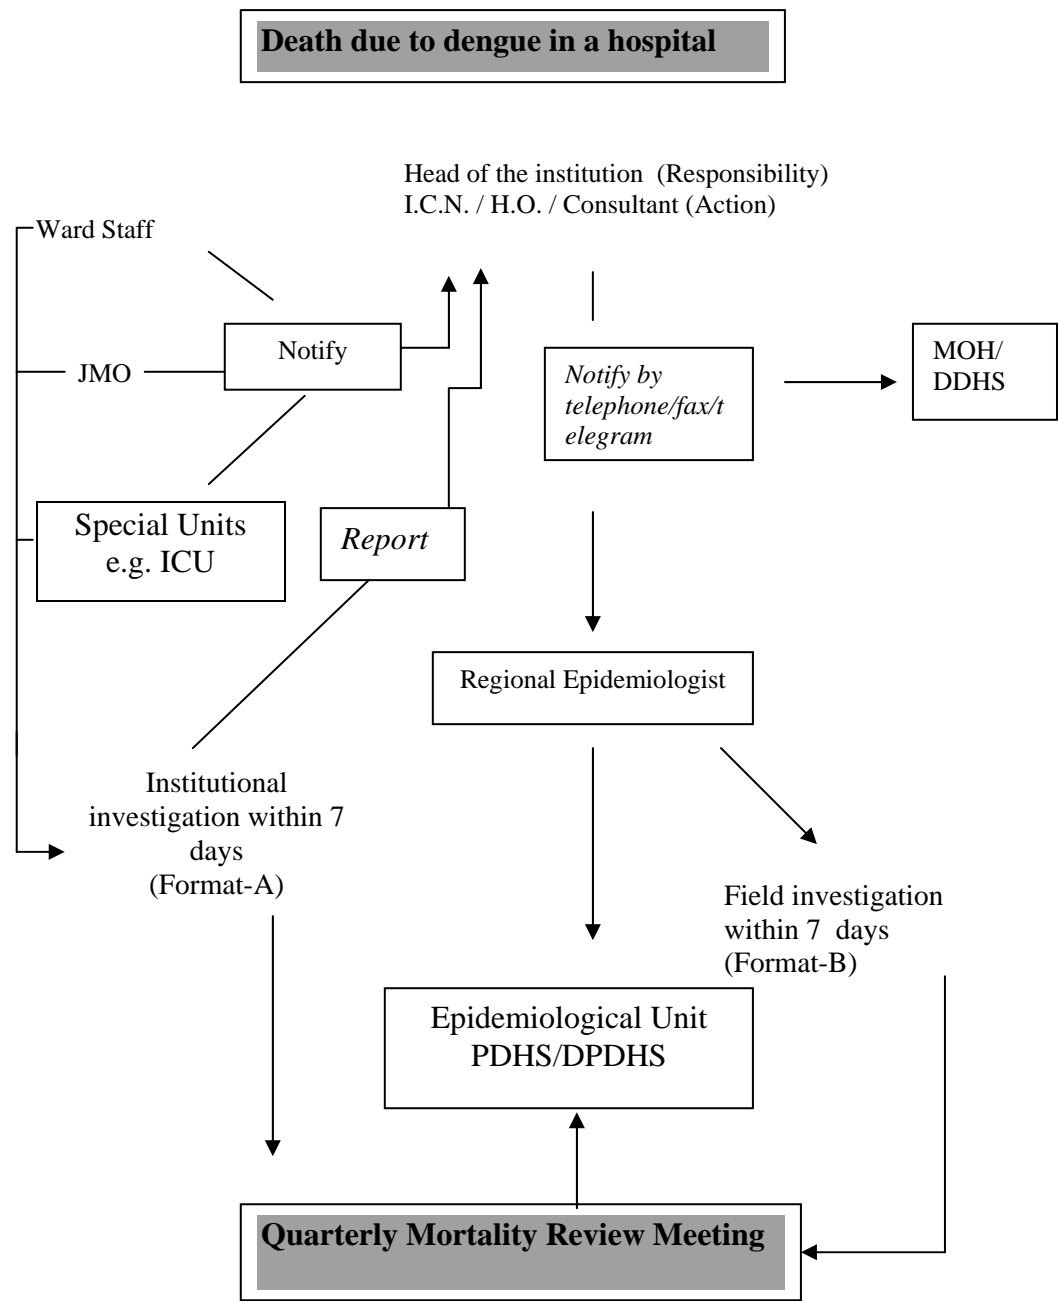 Death due to dengue in a hospital
Head of the institution (Responsibility)
I.C.N. / H.O. / Consultant (Action)
Ward Staff
Notify
JMO
Notify by
telephone/fax/t
elegram
MOH/
DDHS
Special Units
e.g. ICU
Report
Regional Epidemiologist
Institutional
investigation within 7
days
(Format-A)
Field investigation
within 7 days
(Format-B)
Epidemiological Unit
PDHS/DPDHS
Quarterly Mortality Review Meeting